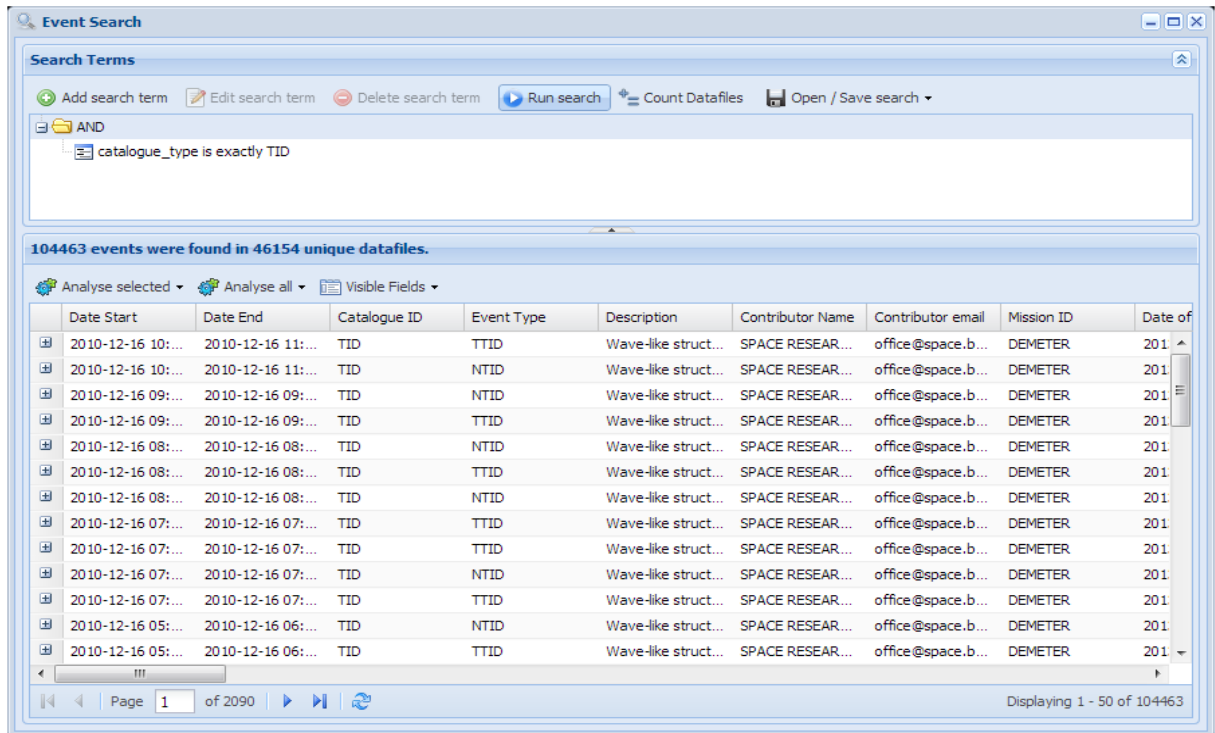 Event Search
Search Terms
Add search term Edit search term Delete search term Run search Count Datafiles Open / Save search
AND
catalogue_type is exactly TID
104463 events were found in 46154 unique datafiles.
Analyse selected Analyse all Visible Fields
Date Start Date End Catalogue ID Event Type Description Contributor Name Contributor email Mission ID Date of
2010-12-16 10:... 2010-12-16 11:... TID TTID Wave-like struct... SPACE RESEAR... office@space.b... DEMETER 201
2010-12-16 10:... 2010-12-16 11:... TID NTID Wave-like struct... SPACE RESEAR... office@space.b... DEMETER 201
2010-12-16 09:... 2010-12-16 09:... TID NTID Wave-like struct... SPACE RESEAR... office@space.b... DEMETER 201
2010-12-16 09:... 2010-12-16 09:... TID TTID Wave-like struct... SPACE RESEAR... office@space.b... DEMETER 201
2010-12-16 08:... 2010-12-16 08:... TID NTID Wave-like struct... SPACE RESEAR... office@space.b... DEMETER 201
2010-12-16 08:... 2010-12-16 08:... TID TTID Wave-like struct... SPACE RESEAR... office@space.b... DEMETER 201
2010-12-16 08:... 2010-12-16 08:... TID NTID Wave-like struct... SPACE RESEAR... office@space.b... DEMETER 201
2010-12-16 07:... 2010-12-16 07:... TID TTID Wave-like struct... SPACE RESEAR... office@space.b... DEMETER 201
2010-12-16 07:... 2010-12-16 07:... TID TTID Wave-like struct... SPACE RESEAR... office@space.b... DEMETER 201
2010-12-16 07:... 2010-12-16 07:... TID NTID Wave-like struct... SPACE RESEAR... office@space.b... DEMETER 201
2010-12-16 07:... 2010-12-16 07:... TID TTID Wave-like struct... SPACE RESEAR... office@space.b... DEMETER 201
2010-12-16 05:... 2010-12-16 06:... TID NTID Wave-like struct... SPACE RESEAR... office@space.b... DEMETER 201
2010-12-16 05:... 2010-12-16 06:... TID TTID Wave-like struct... SPACE RESEAR... office@space.b... DEMETER 201
Page 1 of 2090 Displaying 1 - 50 of 104463